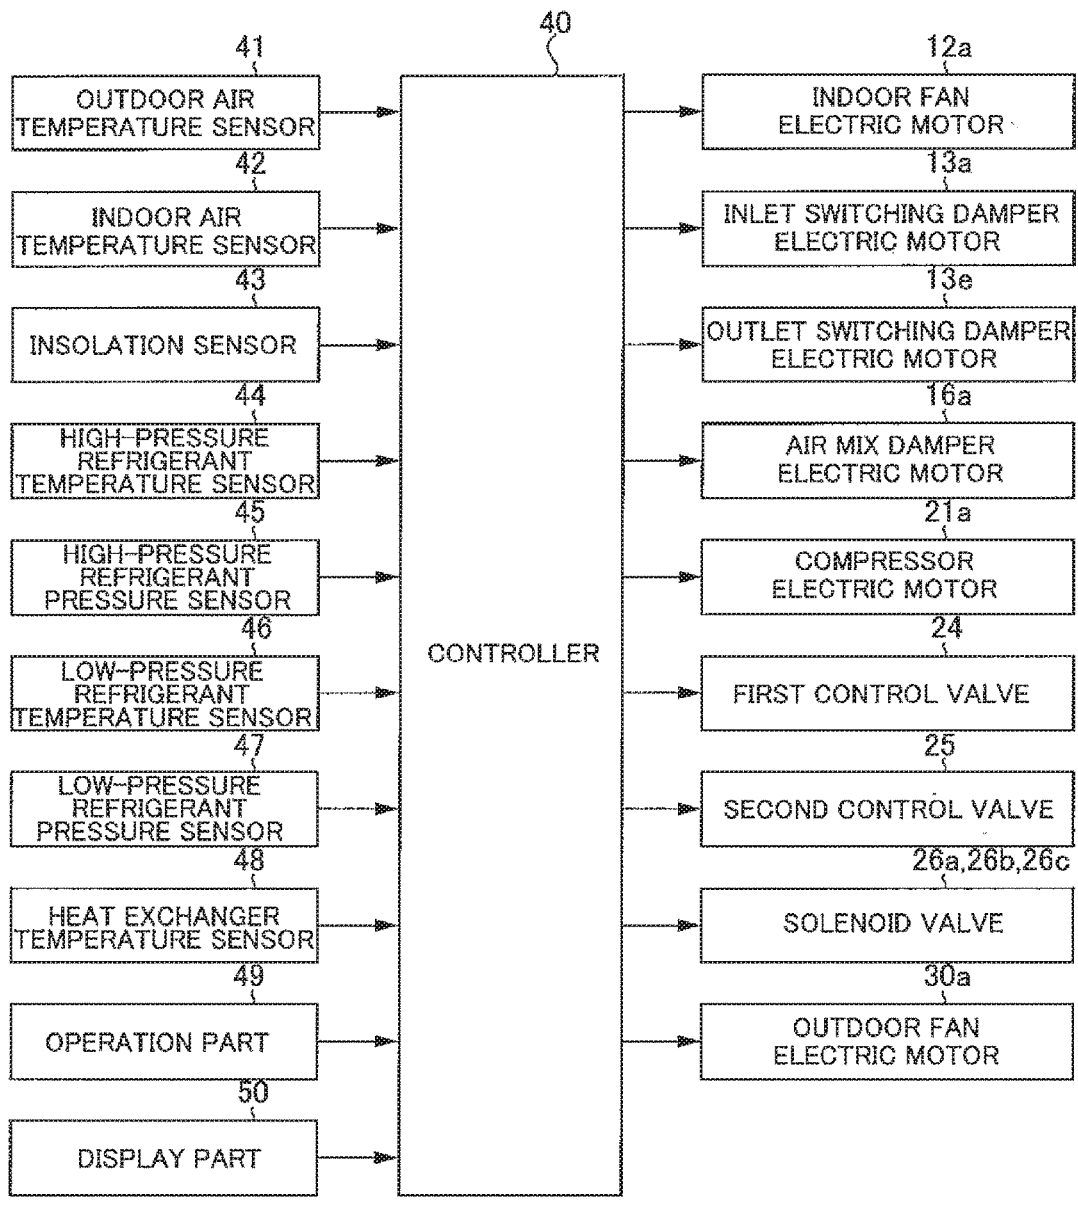 40
41
OUTDOOR AIR
TEMPERATURE SENSOR
42
INDOOR AIR
TEMPERATURE SENSOR
43
INSOLATION SENSOR
44
HIGH-PRESSURE
REFRIGERANT
TEMPERATURE SENSOR
45
HIGH-PRESSURE
REFRIGERANT
PRESSURE SENSOR
46
LOW-PRESSURE
REFRIGERANT
TEMPERATURE SENSOR
47
LOW-PRESSURE
REFRIGERANT
PRESSURE SENSOR
48
HEAT EXCHANGER
TEMPERATURE SENSOR
49
OPERATION PART
50
DISPLAY PART
CONTROLLER
12a
INDOOR FAN
ELECTRIC MOTOR
13a
INLET SWITCHING DAMPER
ELECTRIC MOTOR
13e
OUTLET SWITCHING DAMPER
ELECTRIC MOTOR
16a
AIR MIX DAMPER
ELECTRIC MOTOR
21a
COMPRESSOR
ELECTRIC MOTOR
24
FIRST CONTROL VALVE
25
SECOND CONTROL VALVE
26a,26b,26c
SOLENOID VALVE
30a
OUTDOOR FAN
ELECTRIC MOTOR